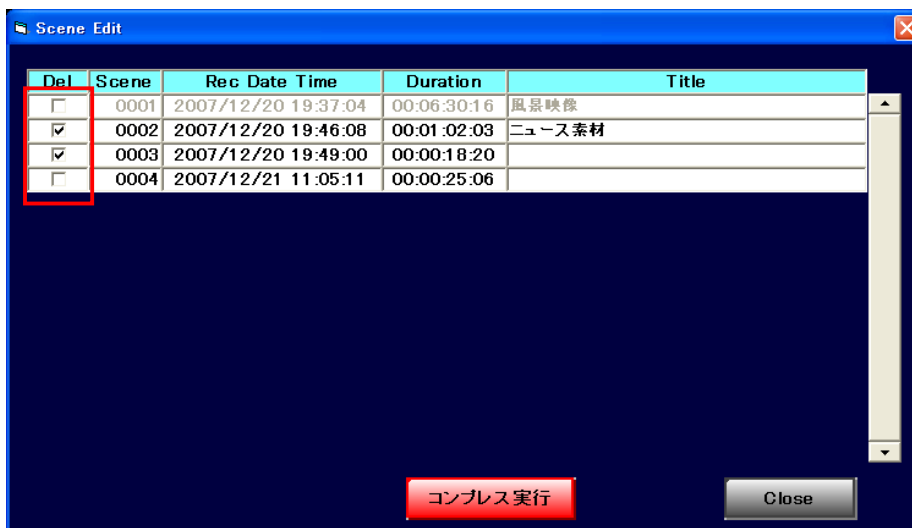 Scene Edit
Del Scene Rec Date Time Duration Title
0001 2007/12/20 19:37:04 00:06:30:16 風景映像
0002 2007/12/20 19:46:08 00:01:02:03 ニュース素材
0003 2007/12/20 19:49:00 00:00:18:20
0004 2007/12/21 11:05:11 00:00:25:06
コンプレス実行 Close